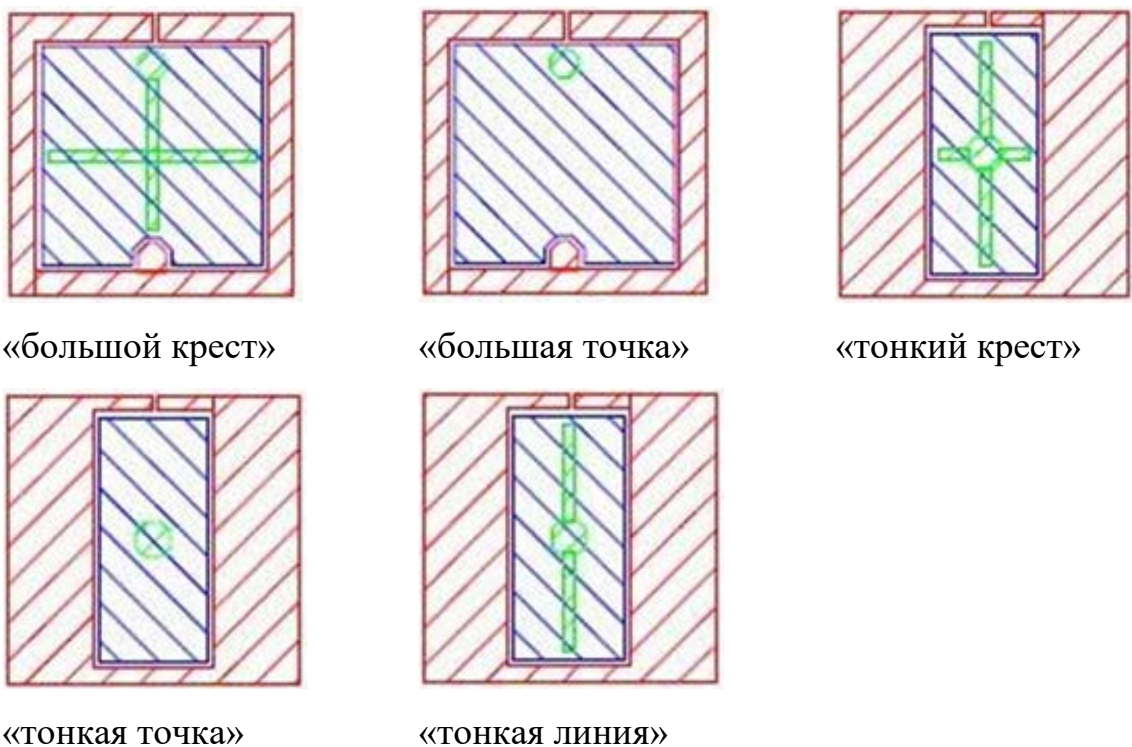 «большой крест» «большая точка» «тонкий крест»
«тонкая точка» «тонкая линия»